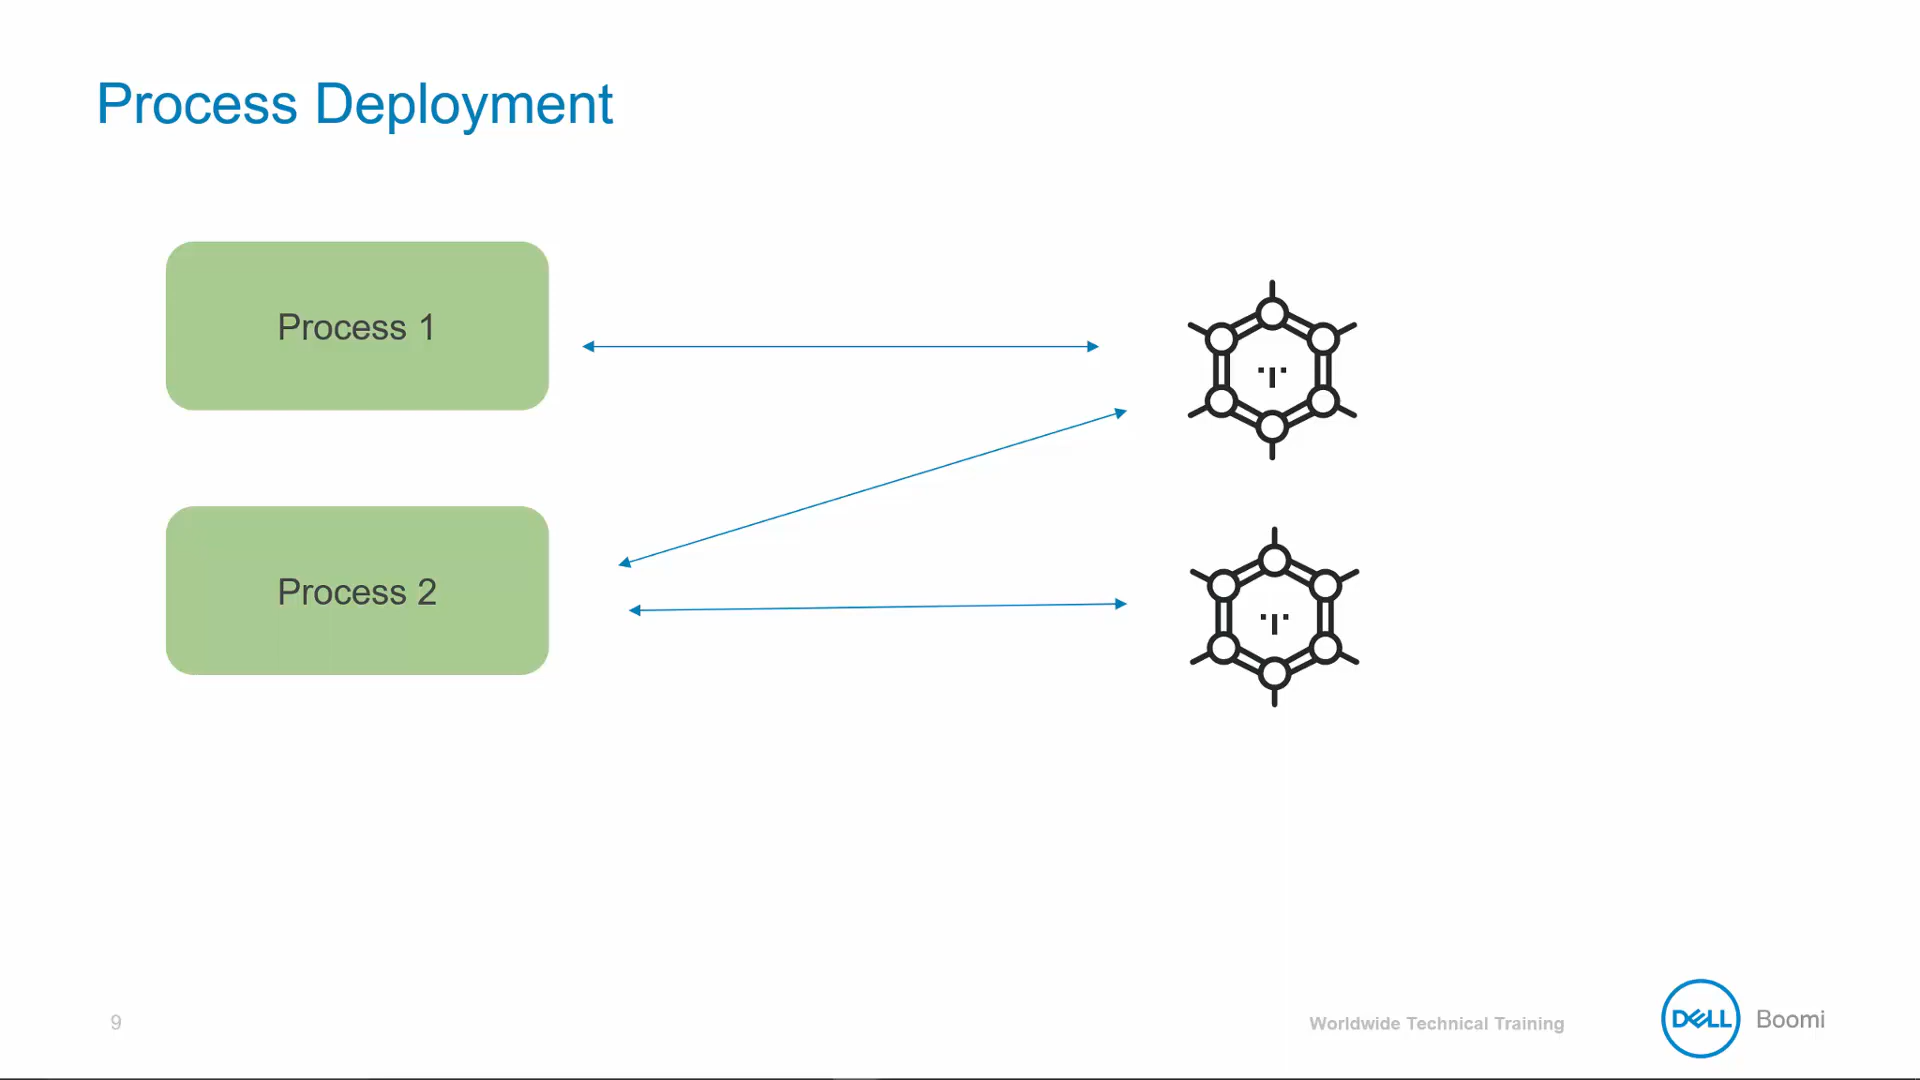 Process Deployment
Process 1
Process 2
9
Worldwide Technical Training
DELL Boomi